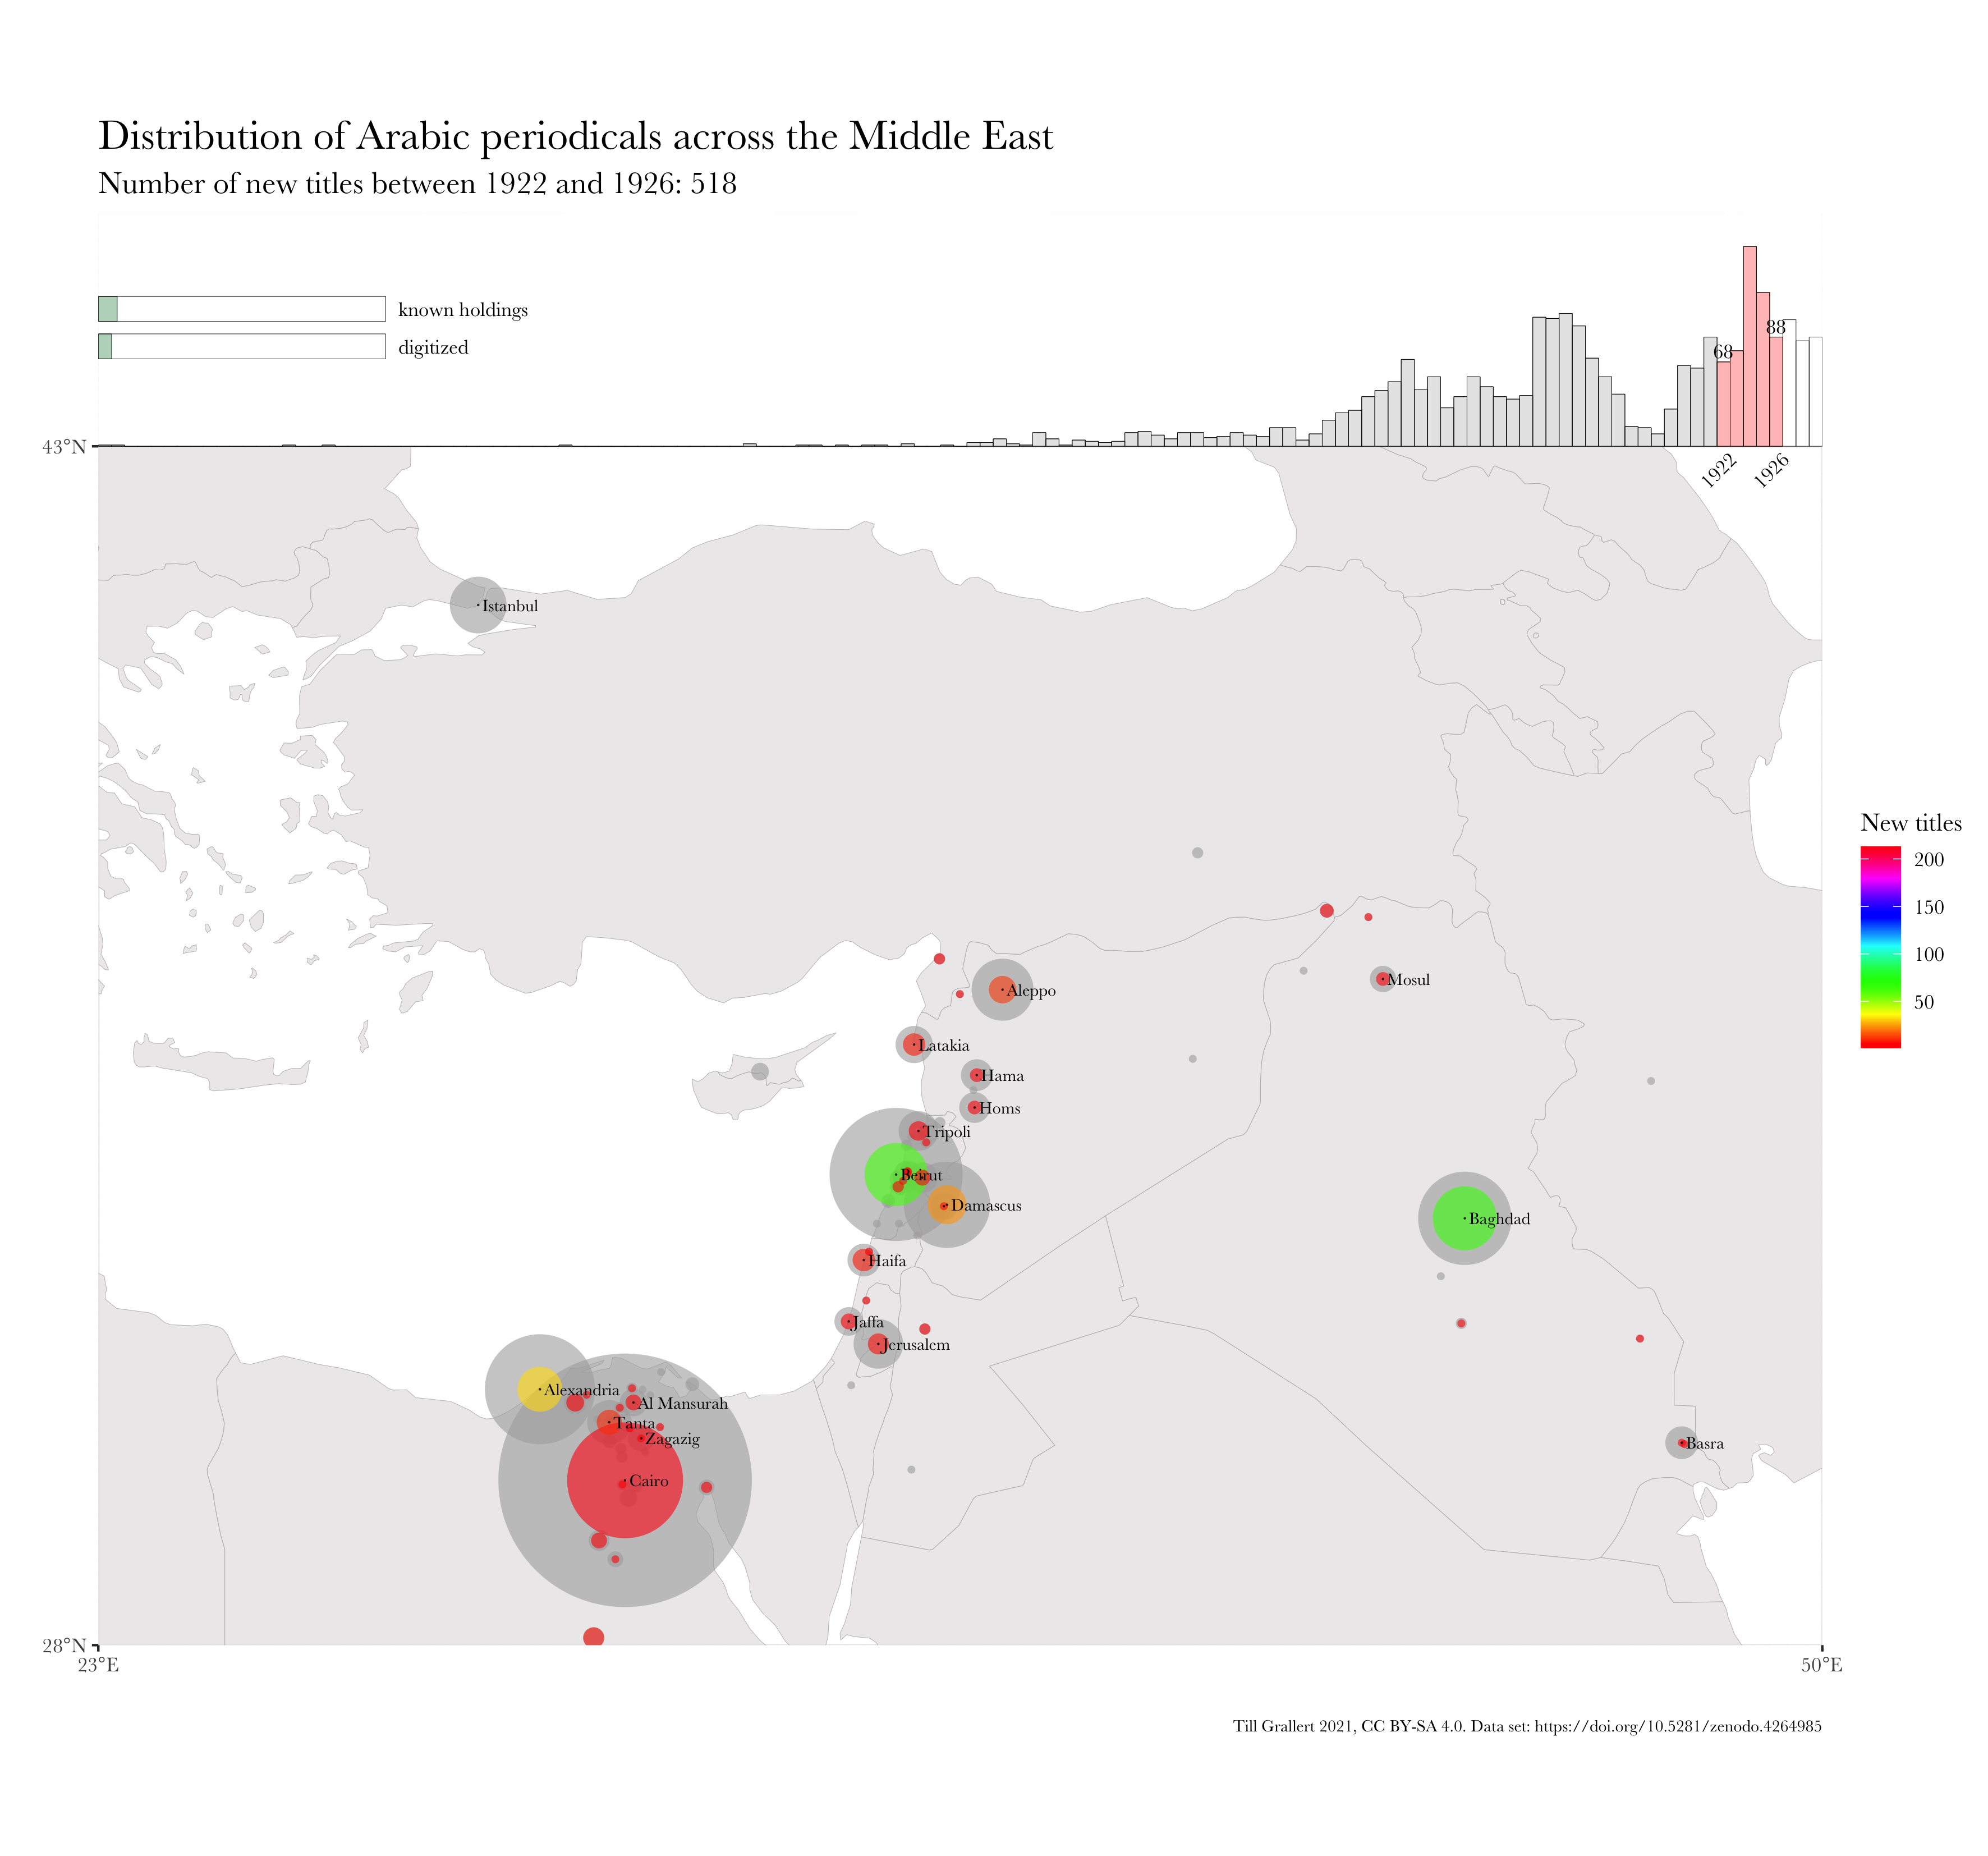 Distribution of Arabic periodicals across the Middle East
Number of new titles between 1922 and 1926: 518
known holdings
digitized
88
68
43°N
1922
1926
Istanbul
New titles
200
150
100
50
Aleppo
Mosul
Latakia
Hama
Homs
Tripoli
Beirut
Damascus
Baghdad
Haifa
Jaffa
Jerusalem
Alexandria
Al Mansurah
Tanta
Zagazig
Basra
Cairo
28°N
23°E
50°E
Till Grallert 2021, CC BY-SA 4.0. Data set: https://doi.org/10.5281/zenodo.4264985